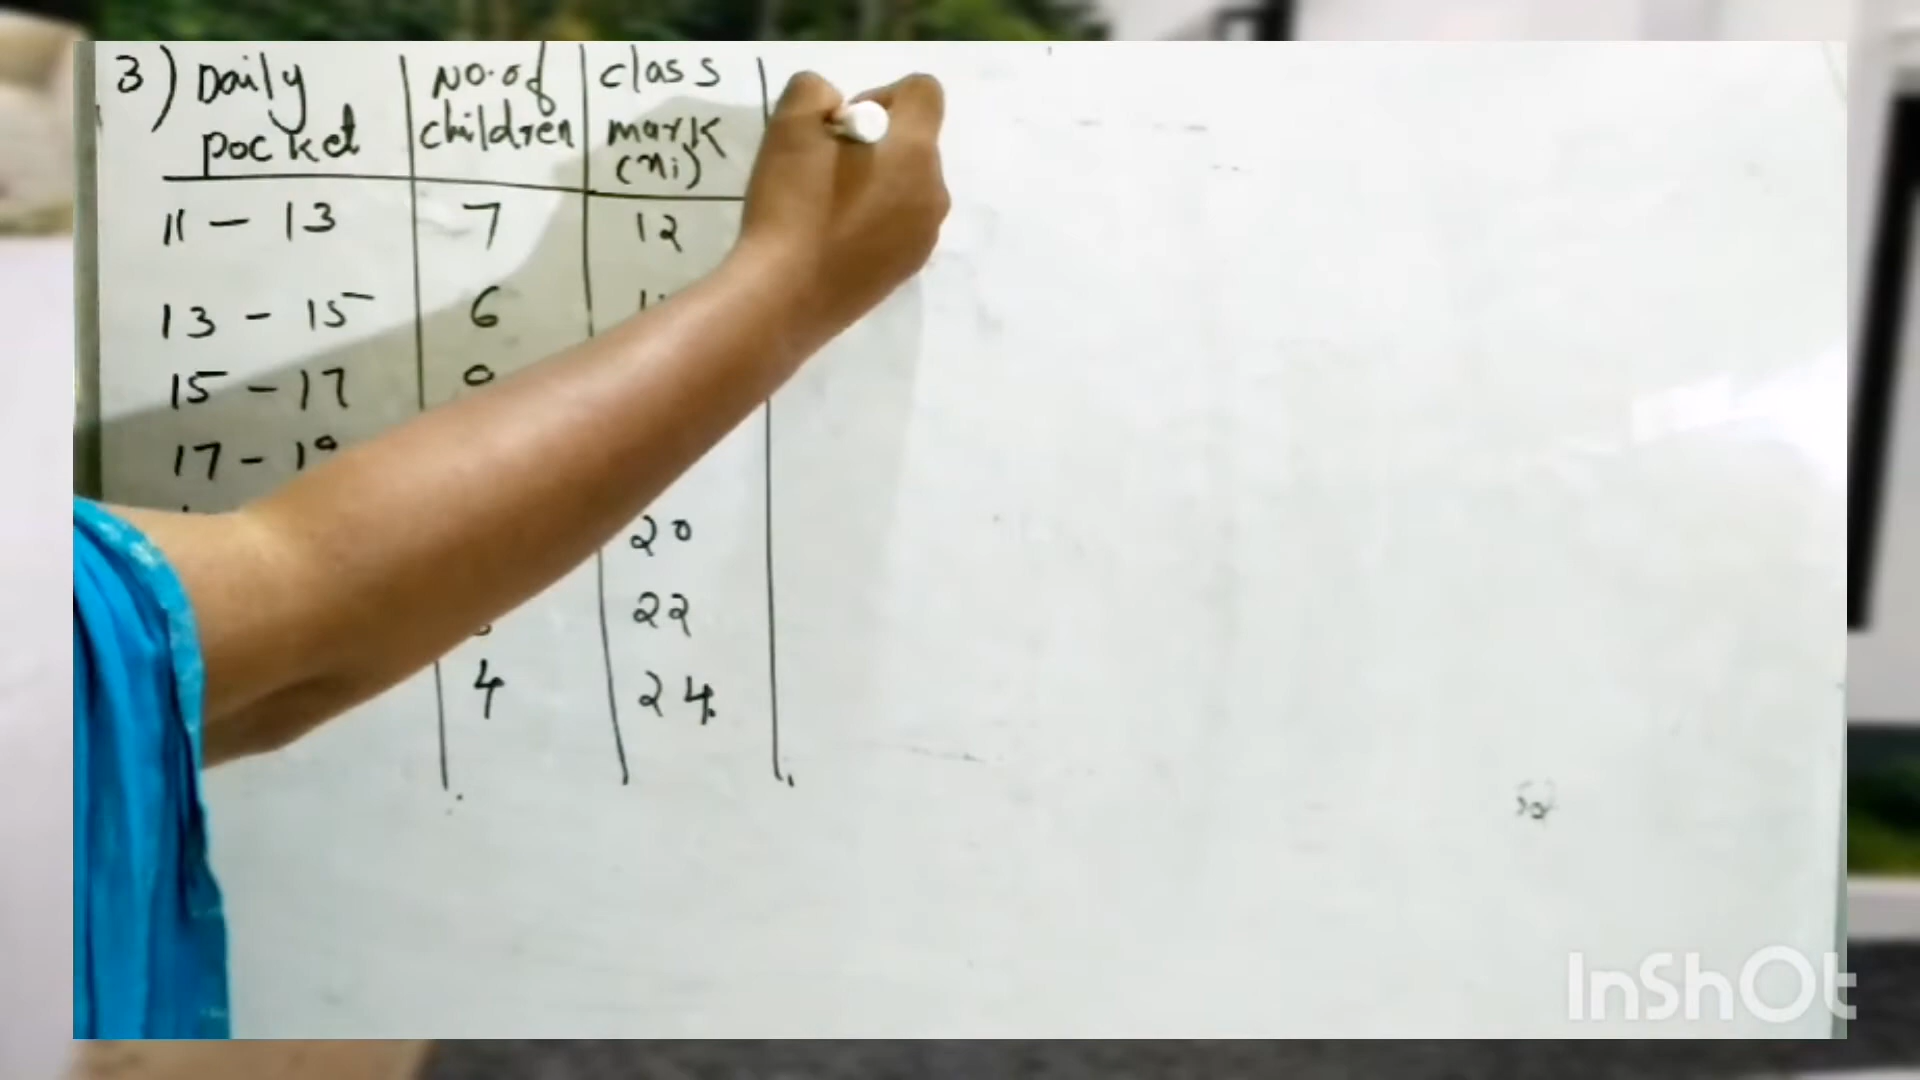 3) Daily pocket | No. of children | class mark (xi)
11 - 13 | 7 | 12
13 - 15 | 6
15 - 17
17 -
20
22
4 | 24.
InShOt